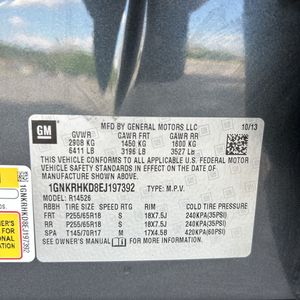 GM
MFD BY GENERAL MOTORS LLC
10/13
GVWR GAWR FRT GAWR RR
2908 KG 1450 KG 1600 KG
6411 LB 3196 LB 3527 LB
THIS VEHICLE CONFORMS TO ALL APPLICABLE
U.S. FEDERAL MOTOR VEHICLE
SAFETY STANDARDS IN EFFECT ON THE DATE OF
MANUFACTURE SHOWN ABOVE.
1GNKRHKD8EJ197392 TYPE: M.P.V.
MODEL: R14526
RBBH TIRE SIZE SPEED RTG RIM COLD TIRE PRESSURE
FRT P255/65R18 S 18X7.5J 240KPA(35PSI)
RR P255/65R18 S 18X7.5J 240KPA(35PSI)
SPA T145/70R17 M 17X4.5B 420KPA(60PSI)
SEE OWNER'S MANUAL FOR MORE INFORMATION.
1GNKRHKD8EJ197392